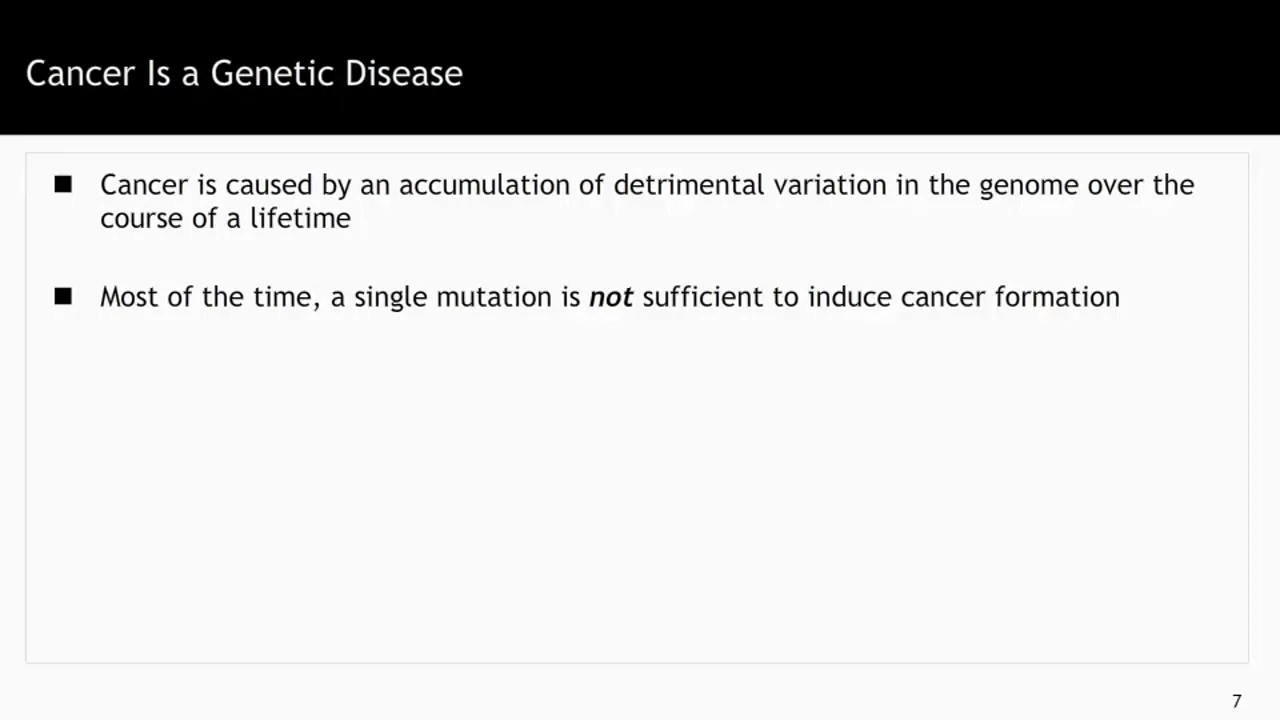 Cancer Is a Genetic Disease
■ Cancer is caused by an accumulation of detrimental variation in the genome over the
course of a lifetime
■ Most of the time, a single mutation is not sufficient to induce cancer formation
7